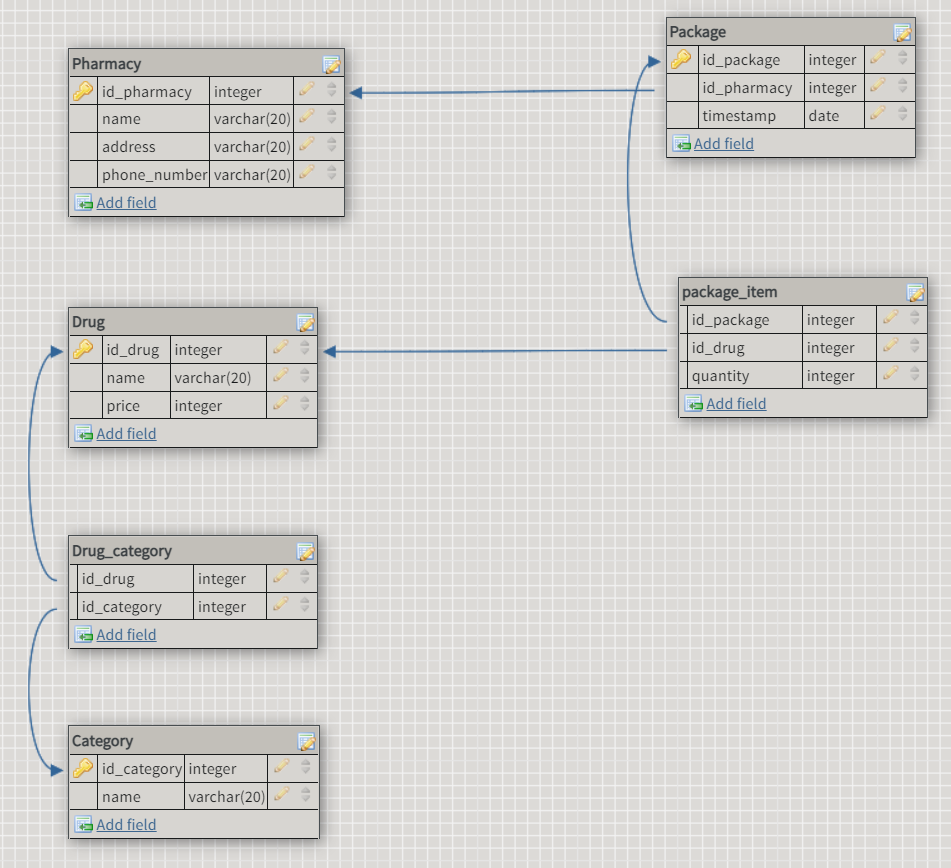 Pharmacy
id_pharmacy integer
name varchar(20)
address varchar(20)
phone_number varchar(20)
Add field
Package
id_package integer
id_pharmacy integer
timestamp date
Add field
Drug
id_drug integer
name varchar(20)
price integer
Add field
package_item
id_package integer
id_drug integer
quantity integer
Add field
Drug_category
id_drug integer
id_category integer
Add field
Category
id_category integer
name varchar(20)
Add field